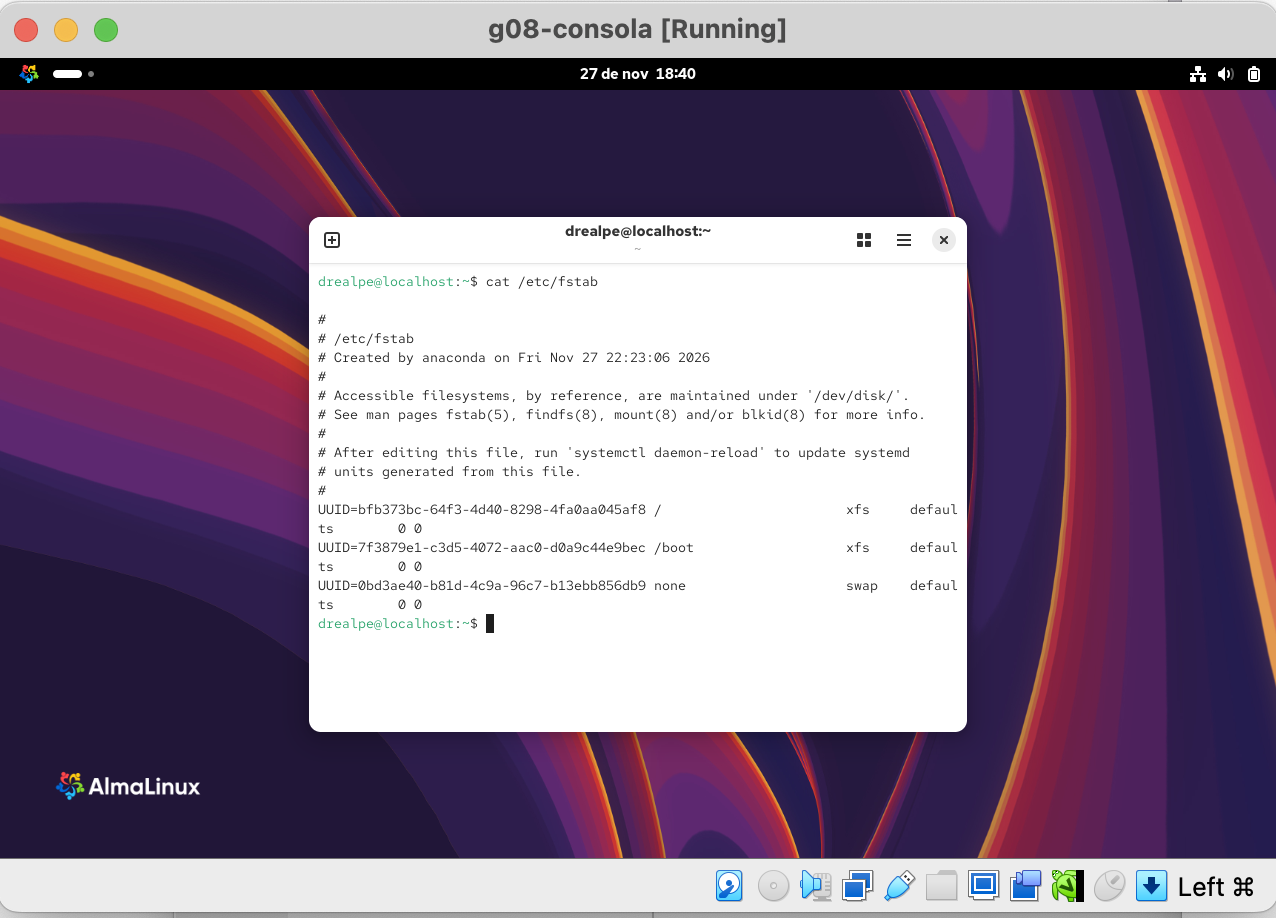 g08-consola [Running]
27 de nov 18:40
drealpe@localhost:~
~
drealpe@localhost:~$ cat /etc/fstab
#
# /etc/fstab
# Created by anaconda on Fri Nov 27 22:23:06 2026
#
# Accessible filesystems, by reference, are maintained under '/dev/disk/'.
# See man pages fstab(5), findfs(8), mount(8) and/or blkid(8) for more info.
#
# After editing this file, run 'systemctl daemon-reload' to update systemd
# units generated from this file.
#
UUID=bfb373bc-64f3-4d40-8298-4fa0aa045af8 /                       xfs     defaul
ts        0 0
UUID=7f3879e1-c3d5-4072-aac0-d0a9c44e9bec /boot                   xfs     defaul
ts        0 0
UUID=0bd3ae40-b81d-4c9a-96c7-b13ebb856db9 none                    swap    defaul
ts        0 0
drealpe@localhost:~$
AlmaLinux
Left ⌘